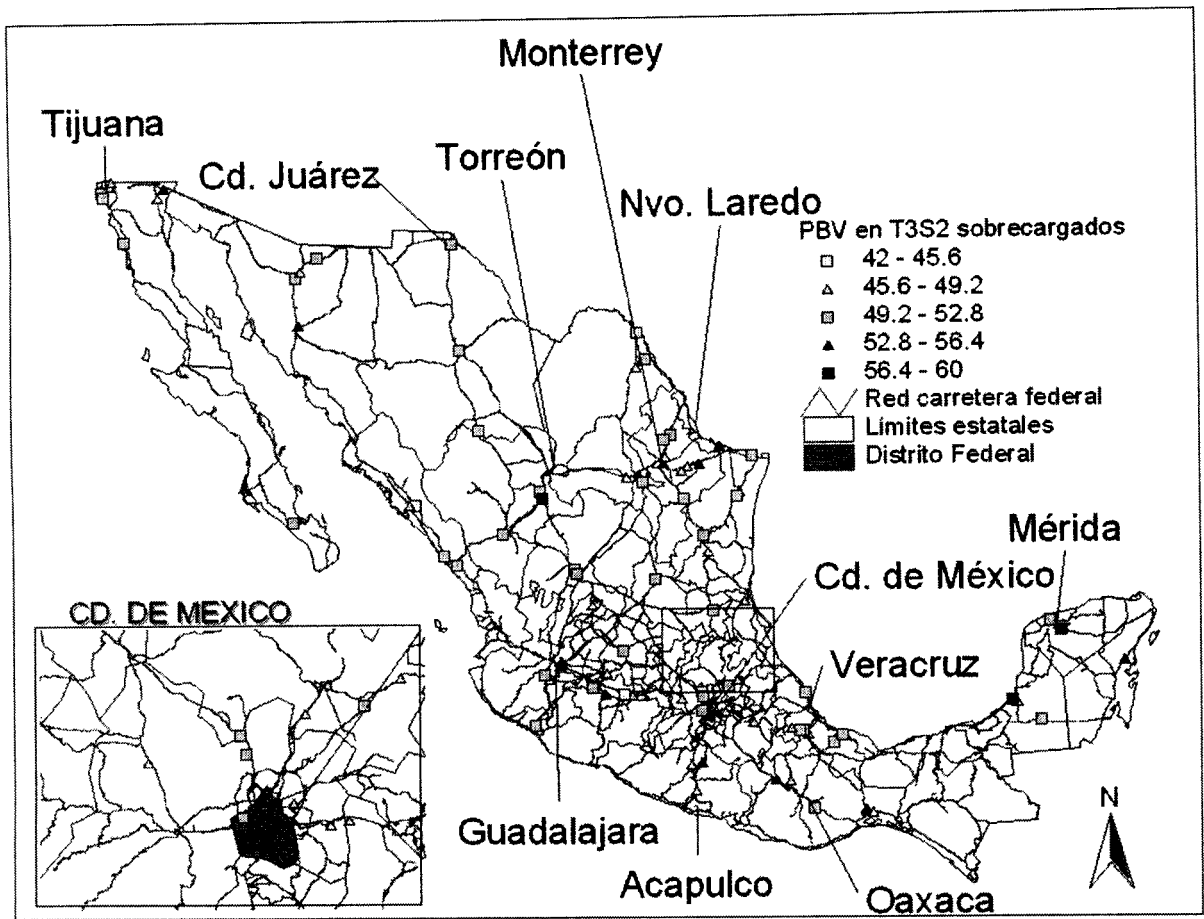 Monterrey
Tijuana
Torreón
Cd. Juárez
Nvo. Laredo
PBV en T3S2 sobrecargados
42 - 45.6
45.6 - 49.2
49.2 - 52.8
52.8 - 56.4
56.4 - 60
Red carretera federal
Límites estatales
Distrito Federal
Mérida
Cd. de México
CD. DE MEXICO
Veracruz
N
Guadalajara
Acapulco
Oaxaca